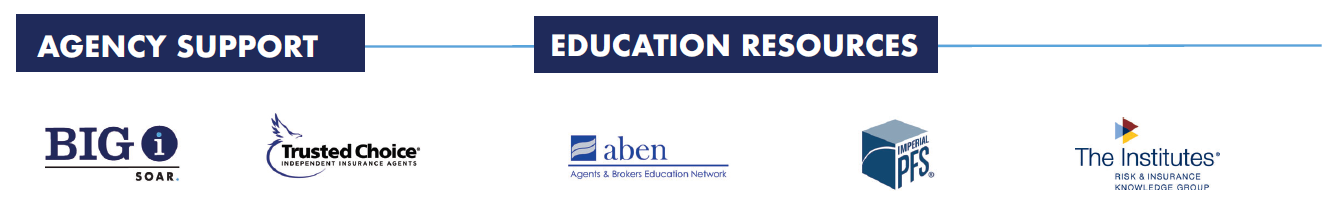 AGENCY SUPPORT
EDUCATION RESOURCES
BIG i
SOAR.
Trusted Choice®
INDEPENDENT INSURANCE AGENTS
aben
Agents & Brokers Education Network
IMPERIAL
PFS®
The Institutes®
RISK & INSURANCE
KNOWLEDGE GROUP